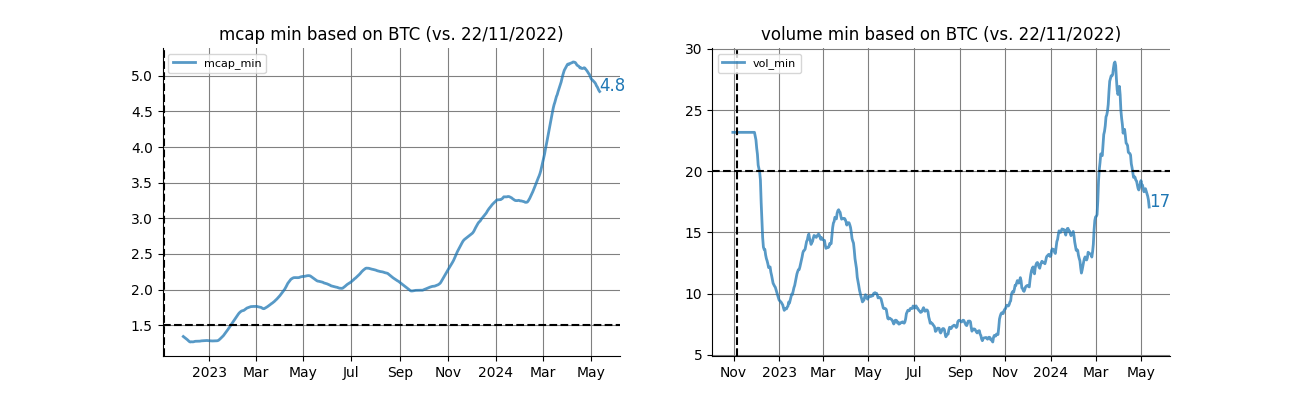 mcap min based on BTC (vs. 22/11/2022)
mcap_min
5.0
4.5
4.0
3.5
3.0
2.5
2.0
1.5
4.8
2023 Mar May Jul Sep Nov 2024 Mar May
volume min based on BTC (vs. 22/11/2022)
vol_min
30
25
20
15
10
5
17
Nov 2023 Mar May Jul Sep Nov 2024 Mar May